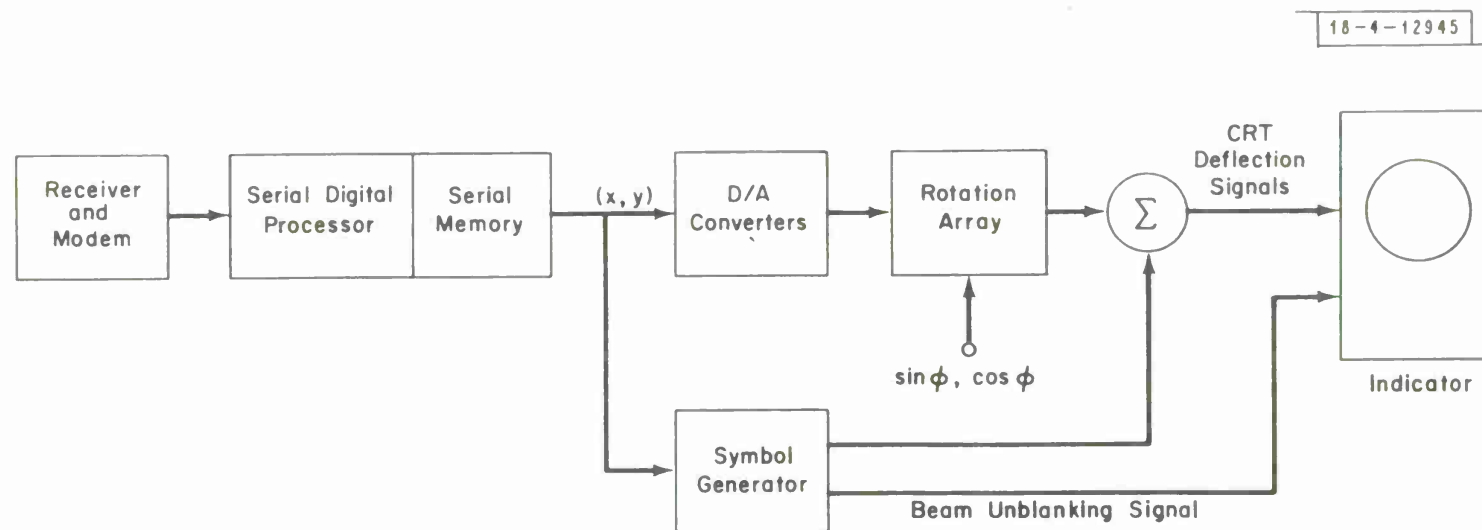 18-4-12945
Receiver
and
Modem
Serial Digital
Processor
Serial
Memory
(x, y)
D/A
Converters
Rotation
Array
Σ
CRT
Deflection
Signals
sin ϕ, cos ϕ
Indicator
Symbol
Generator
Beam Unblanking Signal